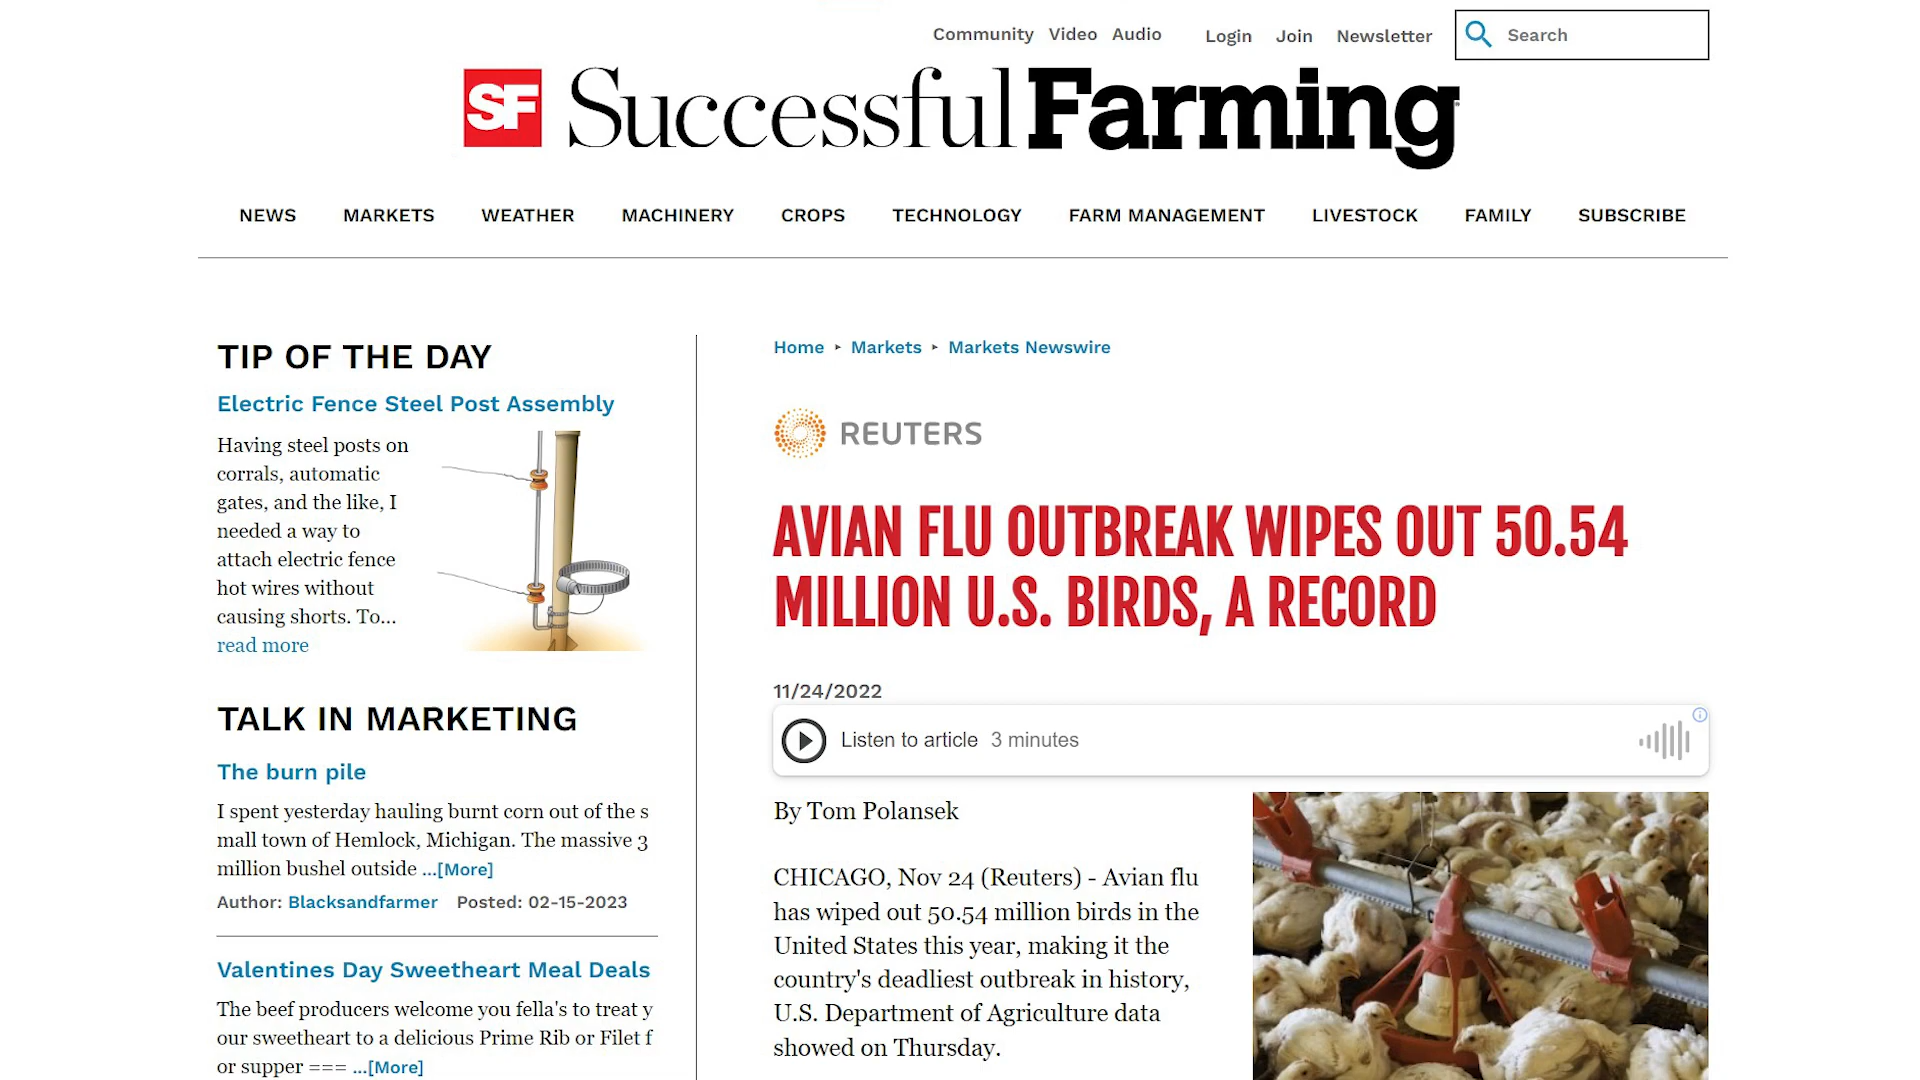 Community Video Audio Login Join Newsletter Search
SF Successful Farming
NEWS MARKETS WEATHER MACHINERY CROPS TECHNOLOGY FARM MANAGEMENT LIVESTOCK FAMILY SUBSCRIBE
TIP OF THE DAY
Electric Fence Steel Post Assembly
Having steel posts on
corrals, automatic
gates, and the like, I
needed a way to
attach electric fence
hot wires without
causing shorts. To...
read more
TALK IN MARKETING
The burn pile
I spent yesterday hauling burnt corn out of the s
mall town of Hemlock, Michigan. The massive 3
million bushel outside ...[More]
Author: Blacksandfarmer Posted: 02-15-2023
Valentines Day Sweetheart Meal Deals
The beef producers welcome you fella's to treat y
our sweetheart to a delicious Prime Rib or Filet f
or supper === ...[More]
Home ‣ Markets ‣ Markets Newswire
REUTERS
AVIAN FLU OUTBREAK WIPES OUT 50.54
MILLION U.S. BIRDS, A RECORD
11/24/2022
Listen to article 3 minutes
By Tom Polansek
CHICAGO, Nov 24 (Reuters) - Avian flu
has wiped out 50.54 million birds in the
United States this year, making it the
country's deadliest outbreak in history,
U.S. Department of Agriculture data
showed on Thursday.